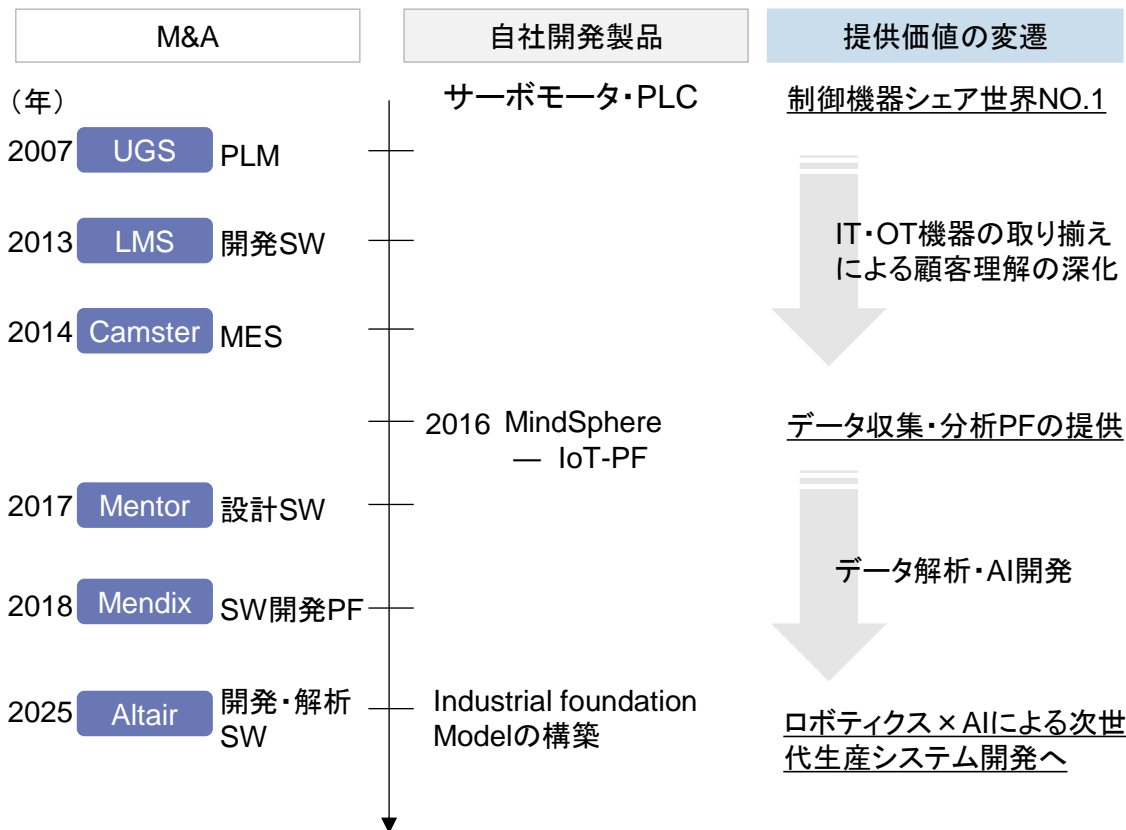 M&A
自社開発製品
提供価値の変遷
(年)
サーボモータ・PLC
制御機器シェア世界NO.1
2007 UGS PLM
2013 LMS 開発SW
IT・OT機器の取り揃え
による顧客理解の深化
2014 Camster MES
2016 MindSphere
― IoT-PF
データ収集・分析PFの提供
2017 Mentor 設計SW
データ解析・AI開発
2018 Mendix SW開発PF
2025 Altair 開発・解析
SW
Industrial foundation
Modelの構築
ロボティクス×AIによる次世
代生産システム開発へ